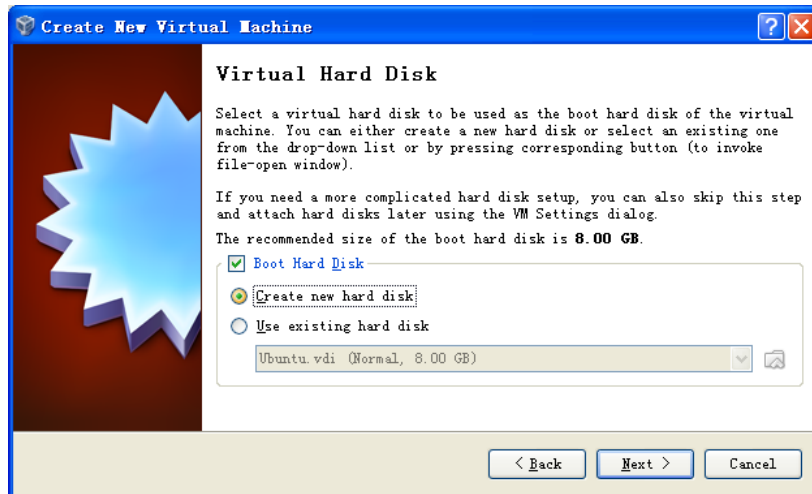 Create New Virtual Machine
Virtual Hard Disk
Select a virtual hard disk to be used as the boot hard disk of the virtual
machine. You can either create a new hard disk or select an existing one
from the drop-down list or by pressing corresponding button (to invoke
file-open window).
If you need a more complicated hard disk setup, you can also skip this step
and attach hard disks later using the VM Settings dialog.
The recommended size of the boot hard disk is 8.00 GB.
Boot Hard Disk
Create new hard disk
Use existing hard disk
Ubuntu.vdi (Normal, 8.00 GB)
< Back Next > Cancel